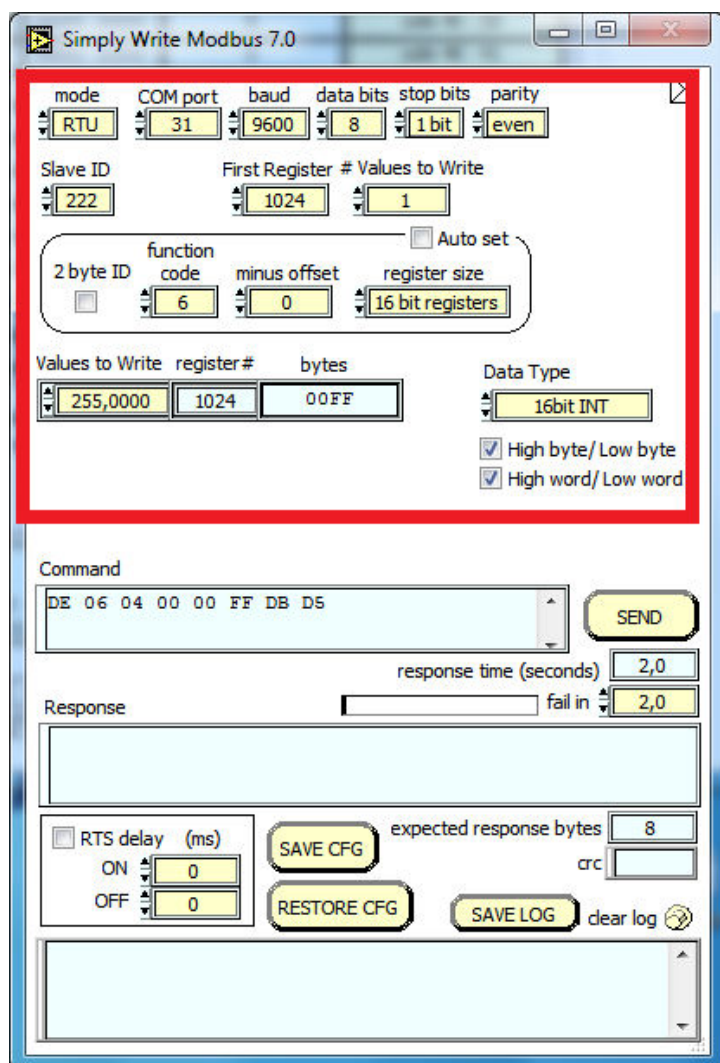 Simply Write Modbus 7.0
mode COM port baud data bits stop bits parity
RTU 31 9600 8 1 bit even
Slave ID First Register # Values to Write
222 1024 1
Auto set
2 byte ID function code minus offset register size
6 0 16 bit registers
Values to Write register# bytes
255,0000 1024 00FF
Data Type
16bit INT
High byte/ Low byte
High word/ Low word
Command
DE 06 04 00 00 FF DB D5
SEND
response time (seconds) 2,0
Response fail in 2,0
RTS delay (ms)
ON 0
OFF 0
SAVE CFG
RESTORE CFG
expected response bytes 8
crc
SAVE LOG clear log